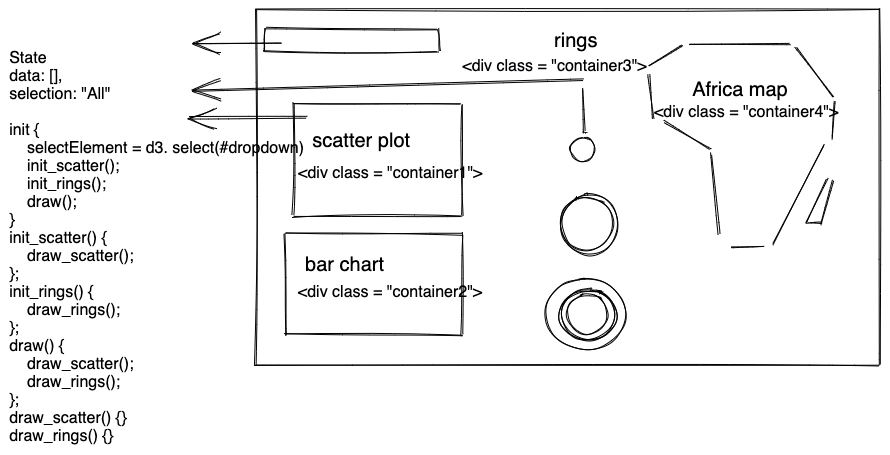 State
data: [],
selection: "All"
init {
selectElement = d3. select(#dropdown)
init_scatter();
init_rings();
draw();
}
init_scatter() {
draw_scatter();
};
init_rings() {
draw_rings();
};
draw() {
draw_scatter();
draw_rings();
};
draw_scatter() {}
draw_rings() {}
scatter plot
<div class = "container1">
bar chart
<div class = "container2">
rings
<div class = "container3">
Africa map
<div class = "container4">